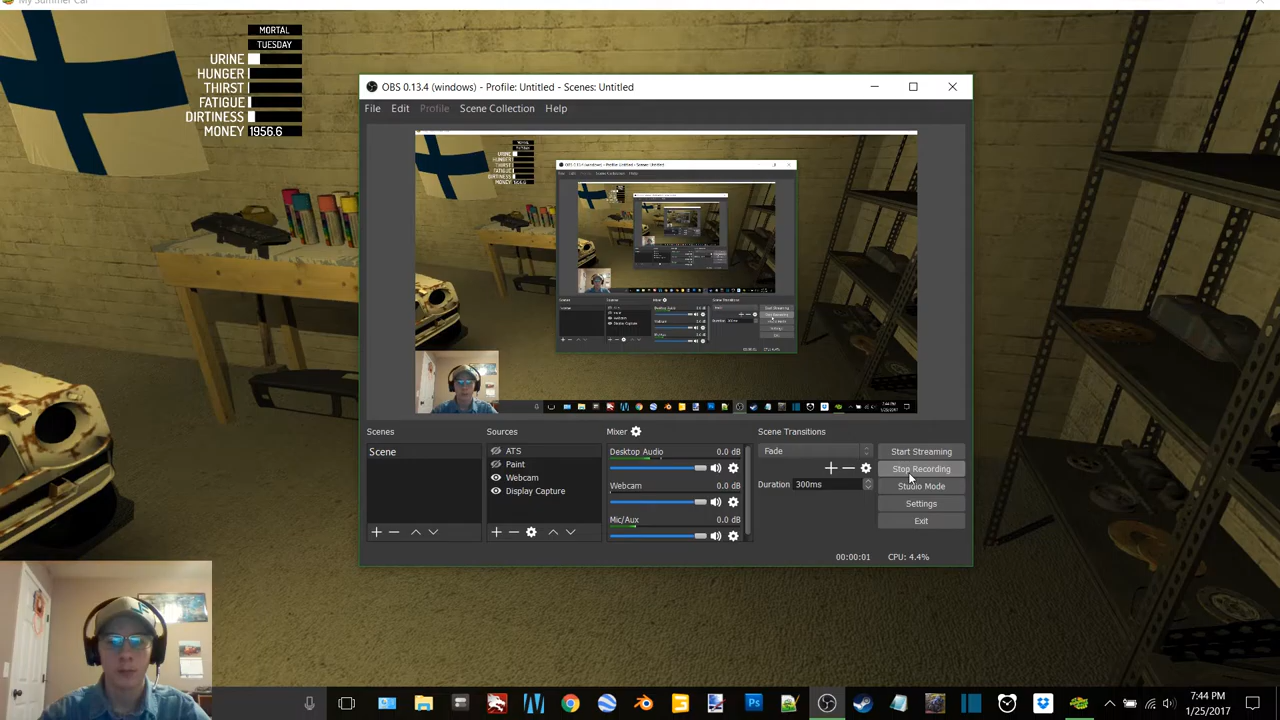 My Summer Car
MORTAL
TUESDAY
URINE
HUNGER
THIRST
FATIGUE
DIRTINESS
MONEY 1956.6
OBS 0.13.4 (windows) - Profile: Untitled - Scenes: Untitled
File Edit Profile Scene Collection Help
Scenes
Scene
Sources
ATS
Paint
Webcam
Display Capture
Mixer
Desktop Audio 0.0 dB
Webcam 0.0 dB
Mic/Aux 0.0 dB
Scene Transitions
Fade
Duration 300ms
Start Streaming
Stop Recording
Studio Mode
Settings
Exit
00:00:01 CPU: 4.4%
7:44 PM
1/25/2017